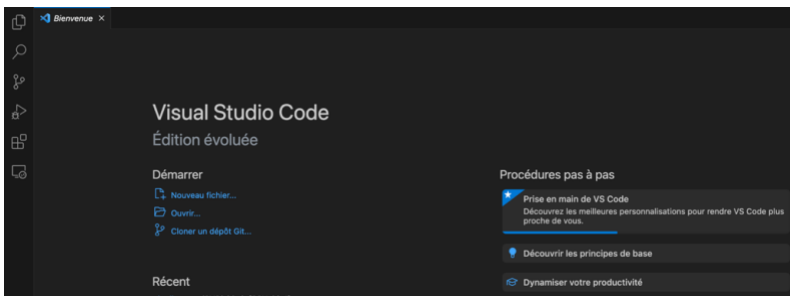 Bienvenue
Visual Studio Code
Édition évoluée
Démarrer
Nouveau fichier...
Ouvrir...
Cloner un dépôt Git...
Récent
Procédures pas à pas
Prise en main de VS Code
Découvrez les meilleures personnalisations pour rendre VS Code plus
proche de vous.
Découvrir les principes de base
Dynamiser votre productivité